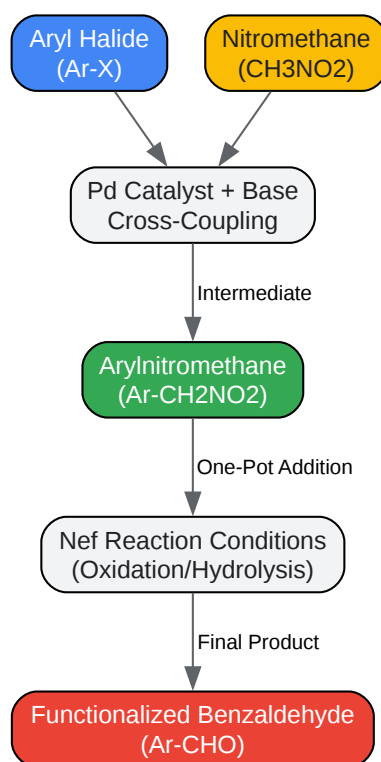 Aryl Halide
(Ar-X)
Nitromethane
(CH3NO2)
Pd Catalyst + Base
Cross-Coupling
Intermediate
Arylnitromethane
(Ar-CH2NO2)
One-Pot Addition
Nef Reaction Conditions
(Oxidation/Hydrolysis)
Final Product
Functionalized Benzaldehyde
(Ar-CHO)